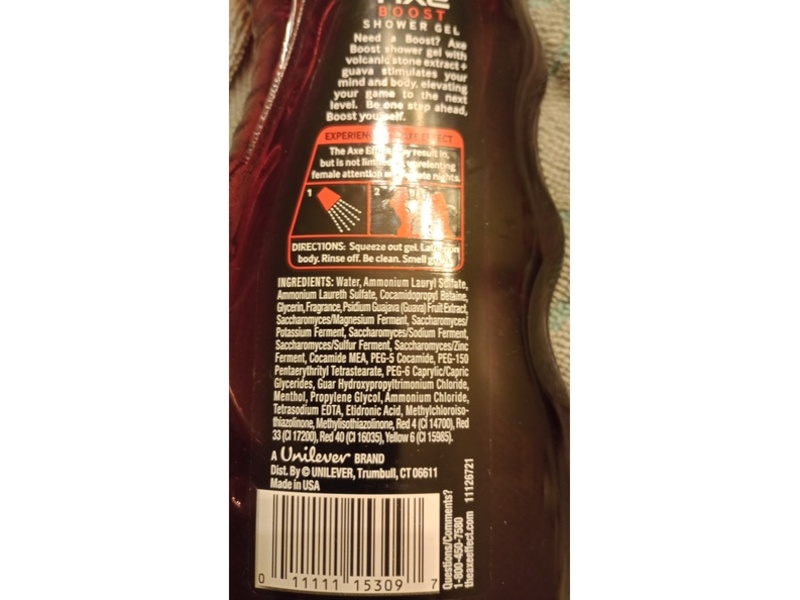 AXE
BOOST
SHOWER GEL
Need a Boost? Axe
Boost shower gel with
volcanic stone extract+
guava stimulates your
mind and body, elevating
your game to the next
level. Be one step ahead,
Boost yourself.
EFFECT
The Axe may result in,
but is not limited unrelenting
female attention and late nights.
1 2
DIRECTIONS: Squeeze out gel.
body. Rinse off. Be clean. Smell
INGREDIENTS: Water, Ammonium Lauryl Sulfate,
Ammonium Laureth Sulfate, Cocamidopropyl Betaine,
Glycerin, Fragrance, Psidium Guajava (Guava) Fruit Extract,
Saccharomyces/Magnesium Ferment, Saccharomyces/
Potassium Ferment, Saccharomyces/Sodium Ferment,
Saccharomyces/Sulfur Ferment, Saccharomyces/Zinc
Ferment, Cocamide MEA, PEG-5 Cocamide, PEG-150
Pentaerythrityl Tetrastearate, PEG-6 Caprylic/Capric
Glycerides, Guar Hydroxypropyltrimonium Chloride,
Menthol, Propylene Glycol, Ammonium Chloride,
Tetrasodium EDTA, Etidronic Acid, Methylchloroiso-
thiazolinone, Methylisothiazolinone, Red 4 (CI 14700), Red
33 (CI 17200), Red 40 (CI 16035), Yellow 6 (CI 15985).
A Unilever BRAND
Dist. By © UNILEVER, Trumbull, CT 06611
Made in USA
0 11111 15309 7
Questions/Comments?
1-800-450-7580
theaxeeffect.com 11126721